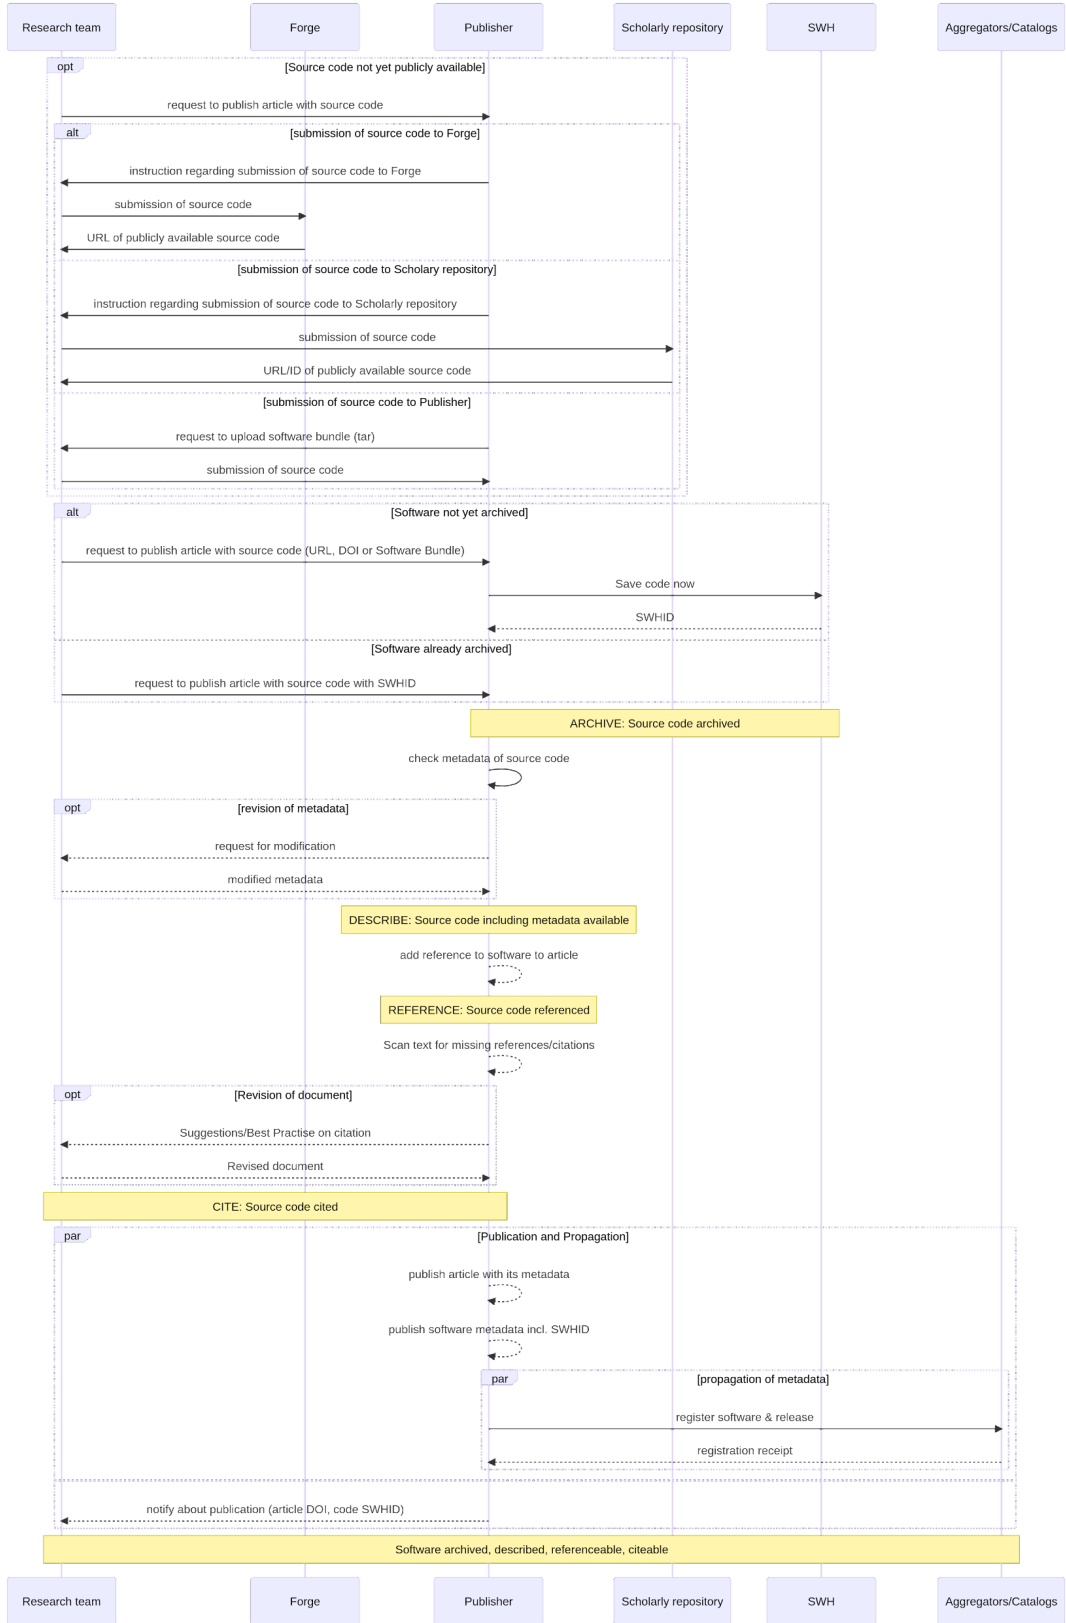 Research team Forge Publisher Scholarly repository SWH Aggregators/Catalogs
opt [Source code not yet publicly available]
request to publish article with source code
alt [submission of source code to Forge]
instruction regarding submission of source code to Forge
submission of source code
URL of publicly available source code
[submission of source code to Scholary repository]
instruction regarding submission of source code to Scholarly repository
submission of source code
URL/ID of publicly available source code
[submission of source code to Publisher]
request to upload software bundle (tar)
submission of source code
alt [Software not yet archived]
request to publish article with source code (URL, DOI or Software Bundle)
Save code now
SWHID
[Software already archived]
request to publish article with source code with SWHID
ARCHIVE: Source code archived
check metadata of source code
opt [revision of metadata]
request for modification
modified metadata
DESCRIBE: Source code including metadata available
add reference to software to article
REFERENCE: Source code referenced
Scan text for missing references/citations
opt [Revision of document]
Suggestions/Best Practise on citation
Revised document
CITE: Source code cited
par [Publication and Propagation]
publish article with its metadata
publish software metadata incl. SWHID
par [propagation of metadata]
register software & release
registration receipt
notify about publication (article DOI, code SWHID)
Software archived, described, referenceable, citeable
Research team Forge Publisher Scholarly repository SWH Aggregators/Catalogs